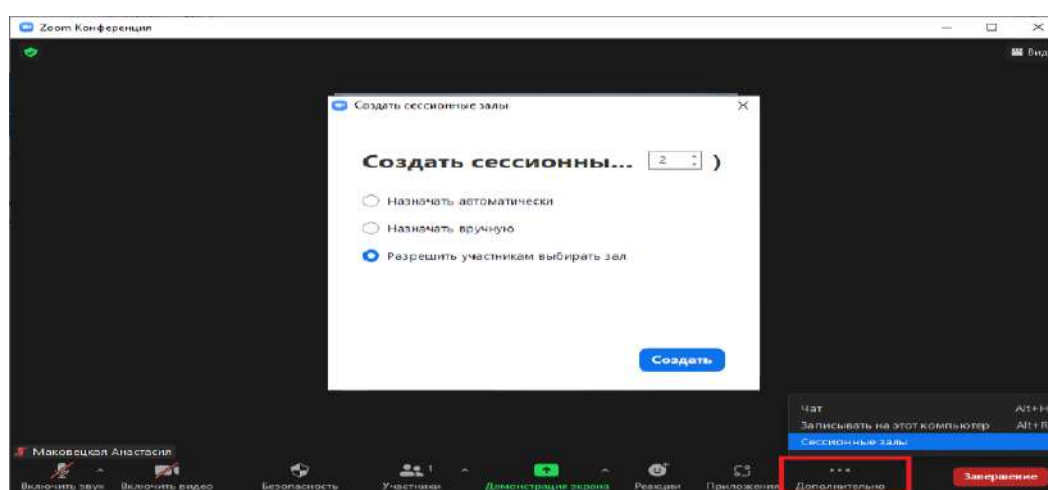 Zoom Конференция
Вид
Создать сессионные залы
Создать сессионны... 2 )
Назначать автоматически
Назначать вручную
Разрешить участникам выбирать зал
Создать
Чат Alt+H
Записывать на этот компьютер Alt+R
Сессионные залы
Маковецкая Анастасия
1
Включить звук Включить видео Безопасность Участники Демонстрация экрана Реакции Приложения Дополнительно Завершение